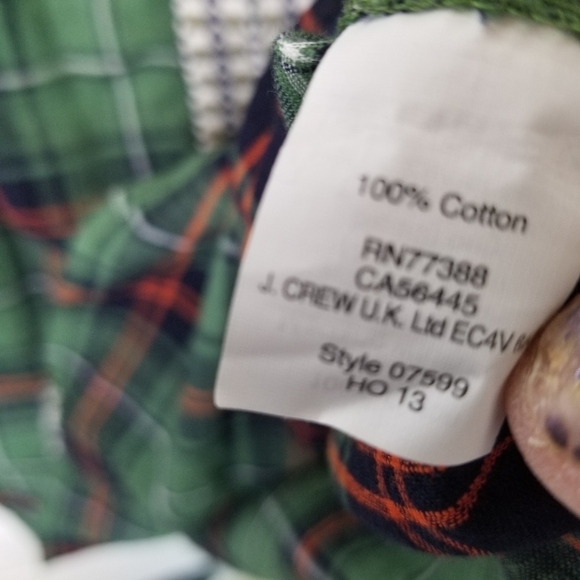 100% Cotton
RN77388
CA56445
J. CREW U.K. Ltd EC4V
Style 07599
HO 13